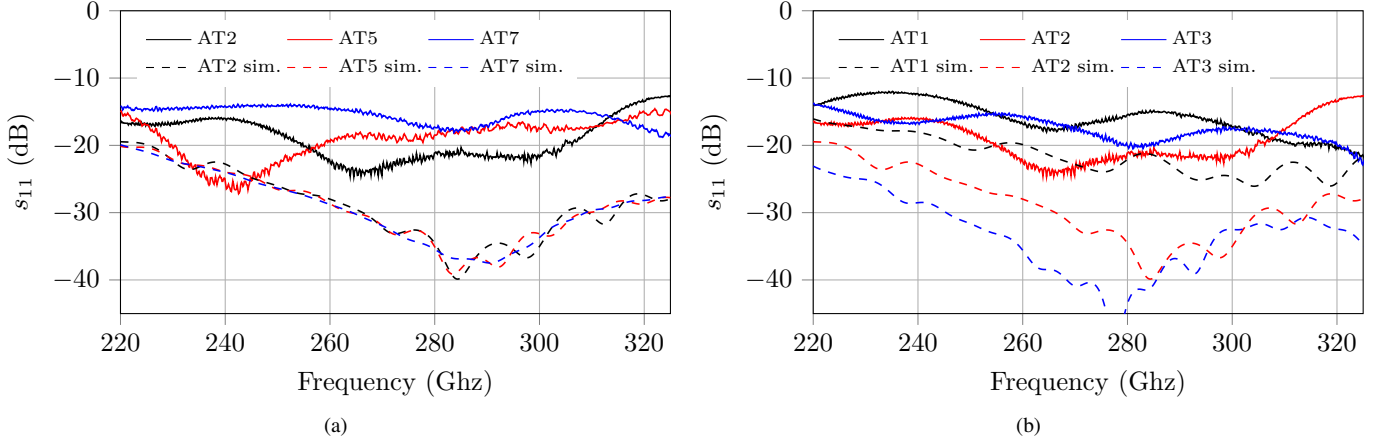 0
−10
−20
−30
−40
s11 (dB)
AT2 AT5 AT7
AT2 sim. AT5 sim. AT7 sim.
220 240 260 280 300 320
Frequency (Ghz)
(a)
0
−10
−20
−30
−40
s11 (dB)
AT1 AT2 AT3
AT1 sim. AT2 sim. AT3 sim.
220 240 260 280 300 320
Frequency (Ghz)
(b)